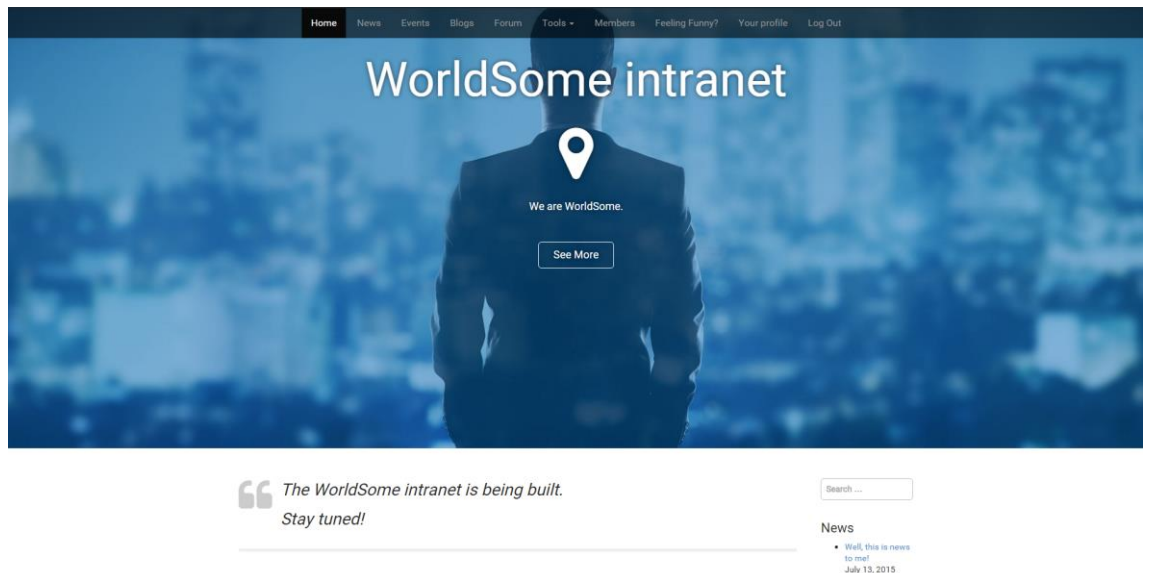 Home News Events Blogs Forum Tools Members Feeling Funny? Your profile Log Out
WorldSome intranet
We are WorldSome.
See More
The WorldSome intranet is being built.
Stay tuned!
Search ...
News
Well, this is news
to me!
July 13, 2015